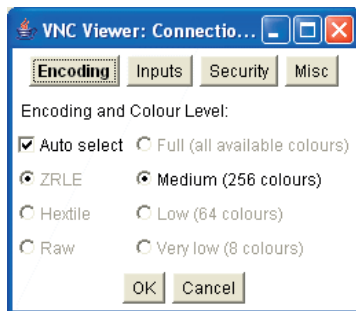 VNC Viewer: Connectio...
Encoding Inputs Security Misc
Encoding and Colour Level:
Auto select Full (all available colours)
ZRLE Medium (256 colours)
Hextile Low (64 colours)
Raw Very low (8 colours)
OK Cancel